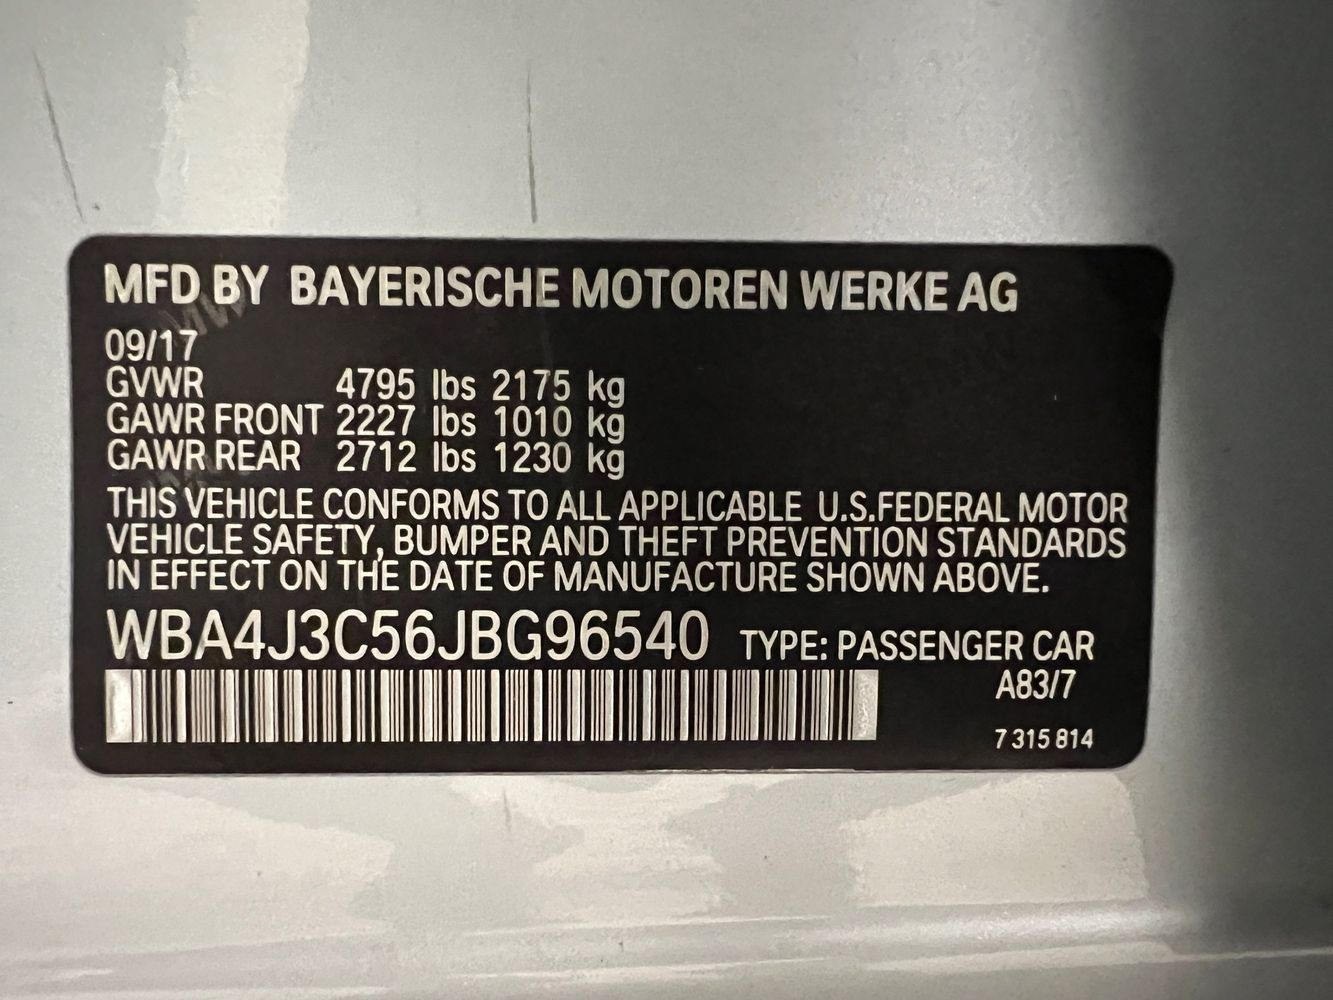 MFD BY BAYERISCHE MOTOREN WERKE AG
09/17
GVWR 4795 lbs 2175 kg
GAWR FRONT 2227 lbs 1010 kg
GAWR REAR 2712 lbs 1230 kg
THIS VEHICLE CONFORMS TO ALL APPLICABLE U.S.FEDERAL MOTOR
VEHICLE SAFETY, BUMPER AND THEFT PREVENTION STANDARDS
IN EFFECT ON THE DATE OF MANUFACTURE SHOWN ABOVE.
WBA4J3C56JBG96540 TYPE: PASSENGER CAR
A83/7
7 315 814